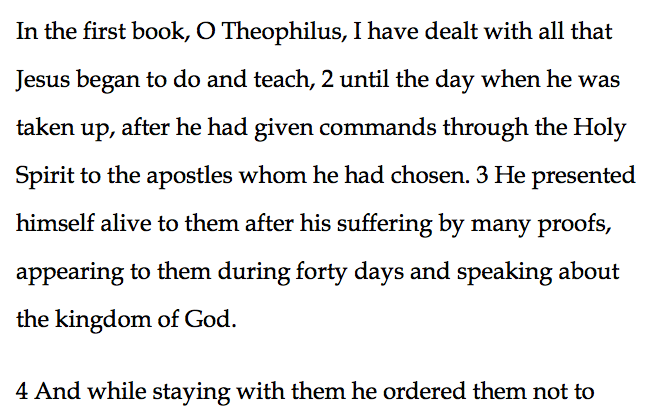 In the first book, O Theophilus, I have dealt with all that
Jesus began to do and teach, 2 until the day when he was
taken up, after he had given commands through the Holy
Spirit to the apostles whom he had chosen. 3 He presented
himself alive to them after his suffering by many proofs,
appearing to them during forty days and speaking about
the kingdom of God.
4 And while staying with them he ordered them not to